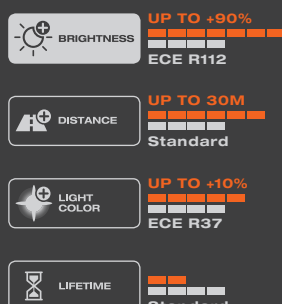 UP TO +90%
BRIGHTNESS
ECE R112
UP TO 30M
DISTANCE
Standard
UP TO +10%
LIGHT
COLOR
ECE R37
LIFETIME
Standard